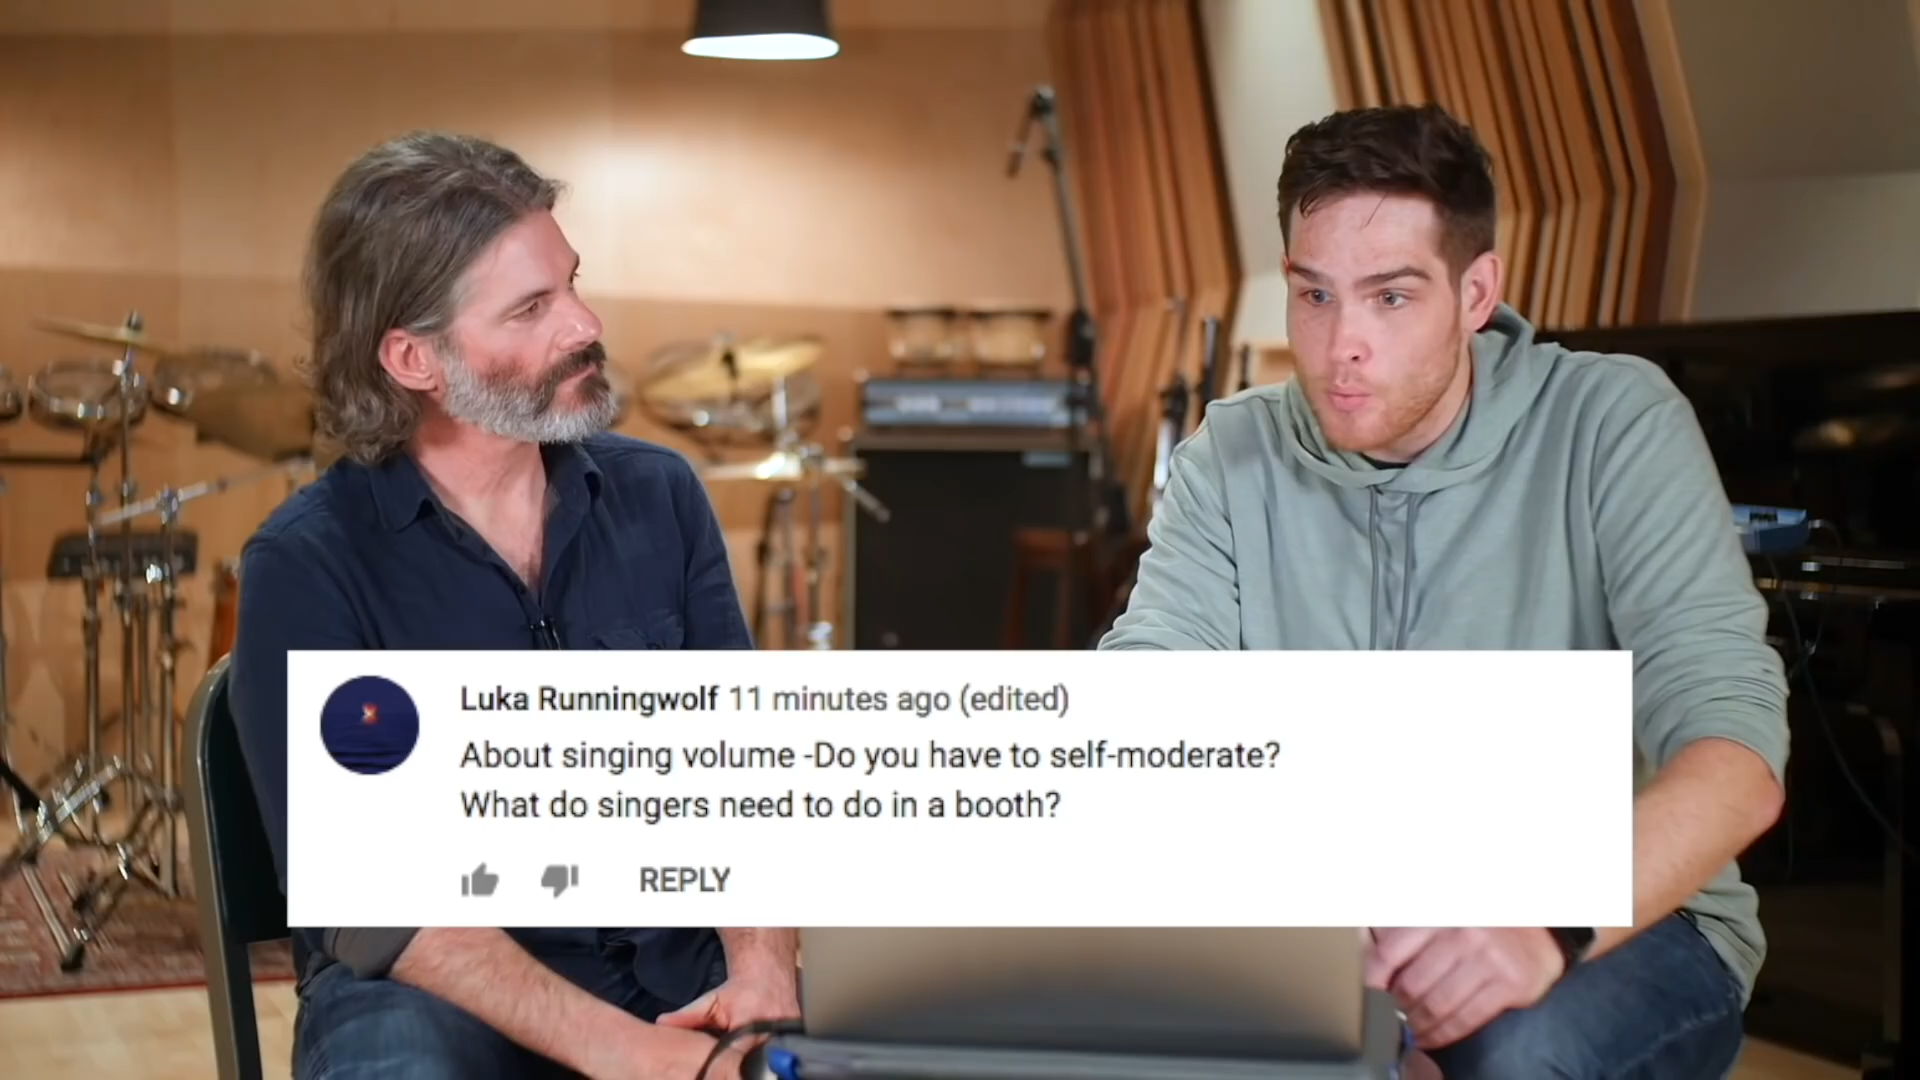 Luka Runningwolf 11 minutes ago (edited)
About singing volume -Do you have to self-moderate?
What do singers need to do in a booth?
REPLY